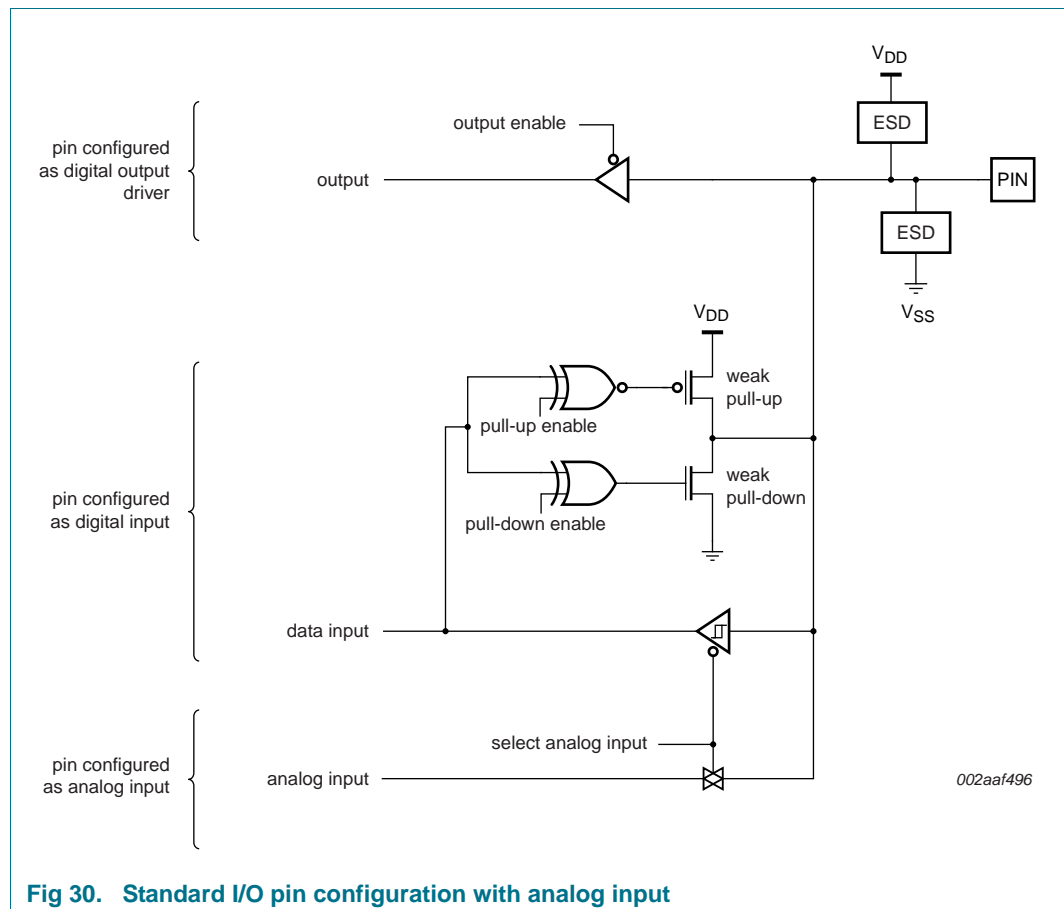 VDD
ESD
output enable
pin configured
as digital output
driver
output
PIN
ESD
VSS
VDD
weak
pull-up
pull-up enable
pin configured
as digital input
weak
pull-down
pull-down enable
data input
select analog input
pin configured
as analog input
analog input
002aaf496
Fig 30. Standard I/O pin configuration with analog input